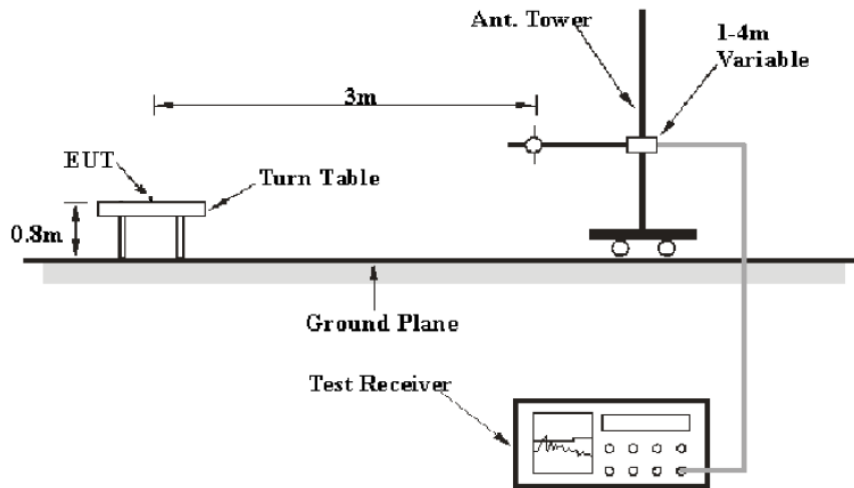 Ant. Tower
1-4m
Variable
3m
EUT
Turn Table
0.8m
Ground Plane
Test Receiver